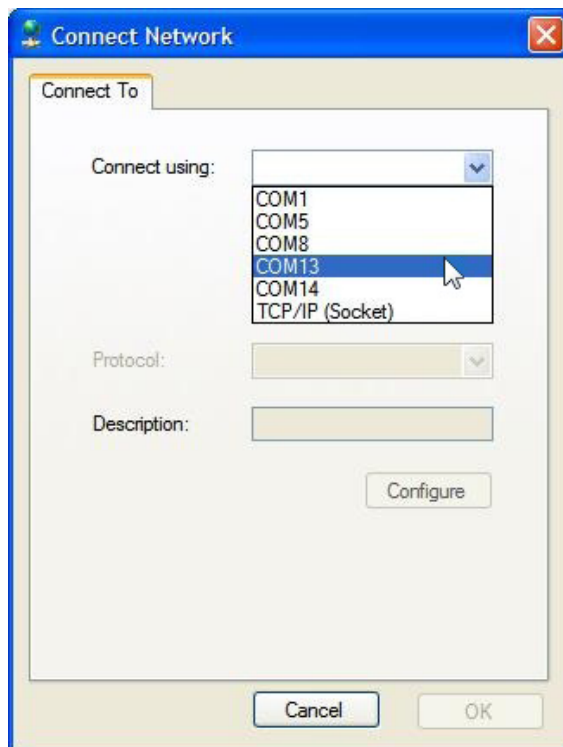 Connect Network
Connect To
Connect using:
COM1
COM5
COM8
COM13
COM14
TCP/IP (Socket)
Protocol:
Description:
Configure
Cancel OK